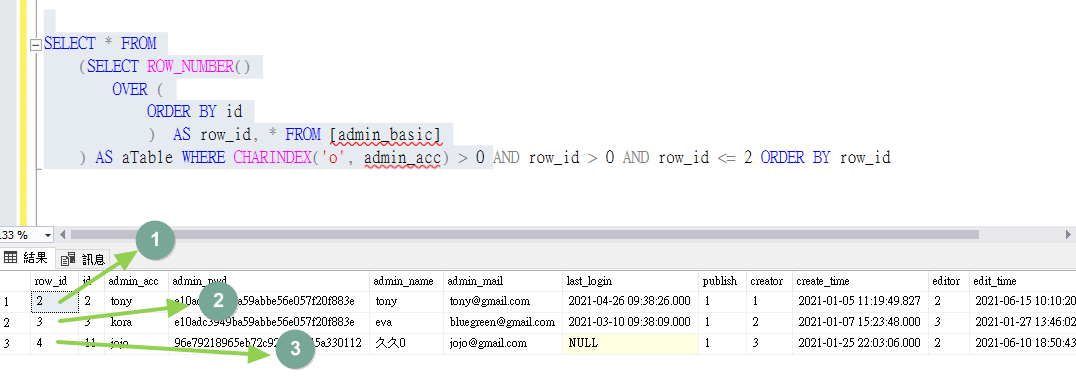 SELECT * FROM
(SELECT ROW_NUMBER()
OVER (
ORDER BY id
) AS row_id, * FROM [admin_basic]
) AS aTable WHERE CHARINDEX('o', admin_acc) > 0 AND row_id > 0 AND row_id <= 2 ORDER BY row_id
133 %
結果 訊息
row_id id admin_acc admin_pwd admin_name admin_mail last_login publish creator create_time editor edit_time
1 2 2 tony tony tony@gmail.com 2021-04-26 09:38:26.000 1 1 2021-01-05 11:19:49.827 2 2021-06-15 10:10:20
2 3 3 kora e10adc3949ba59abbe56e057f20f883e eva bluegreen@gmail.com 2021-03-10 09:38:09.000 1 2 2021-01-07 15:23:48.000 3 2021-01-27 13:46:02
3 4 11 jojo 久久0 jojo@gmail.com NULL 1 3 2021-01-25 22:03:06.000 2 2021-06-10 18:50:43
1
2
3